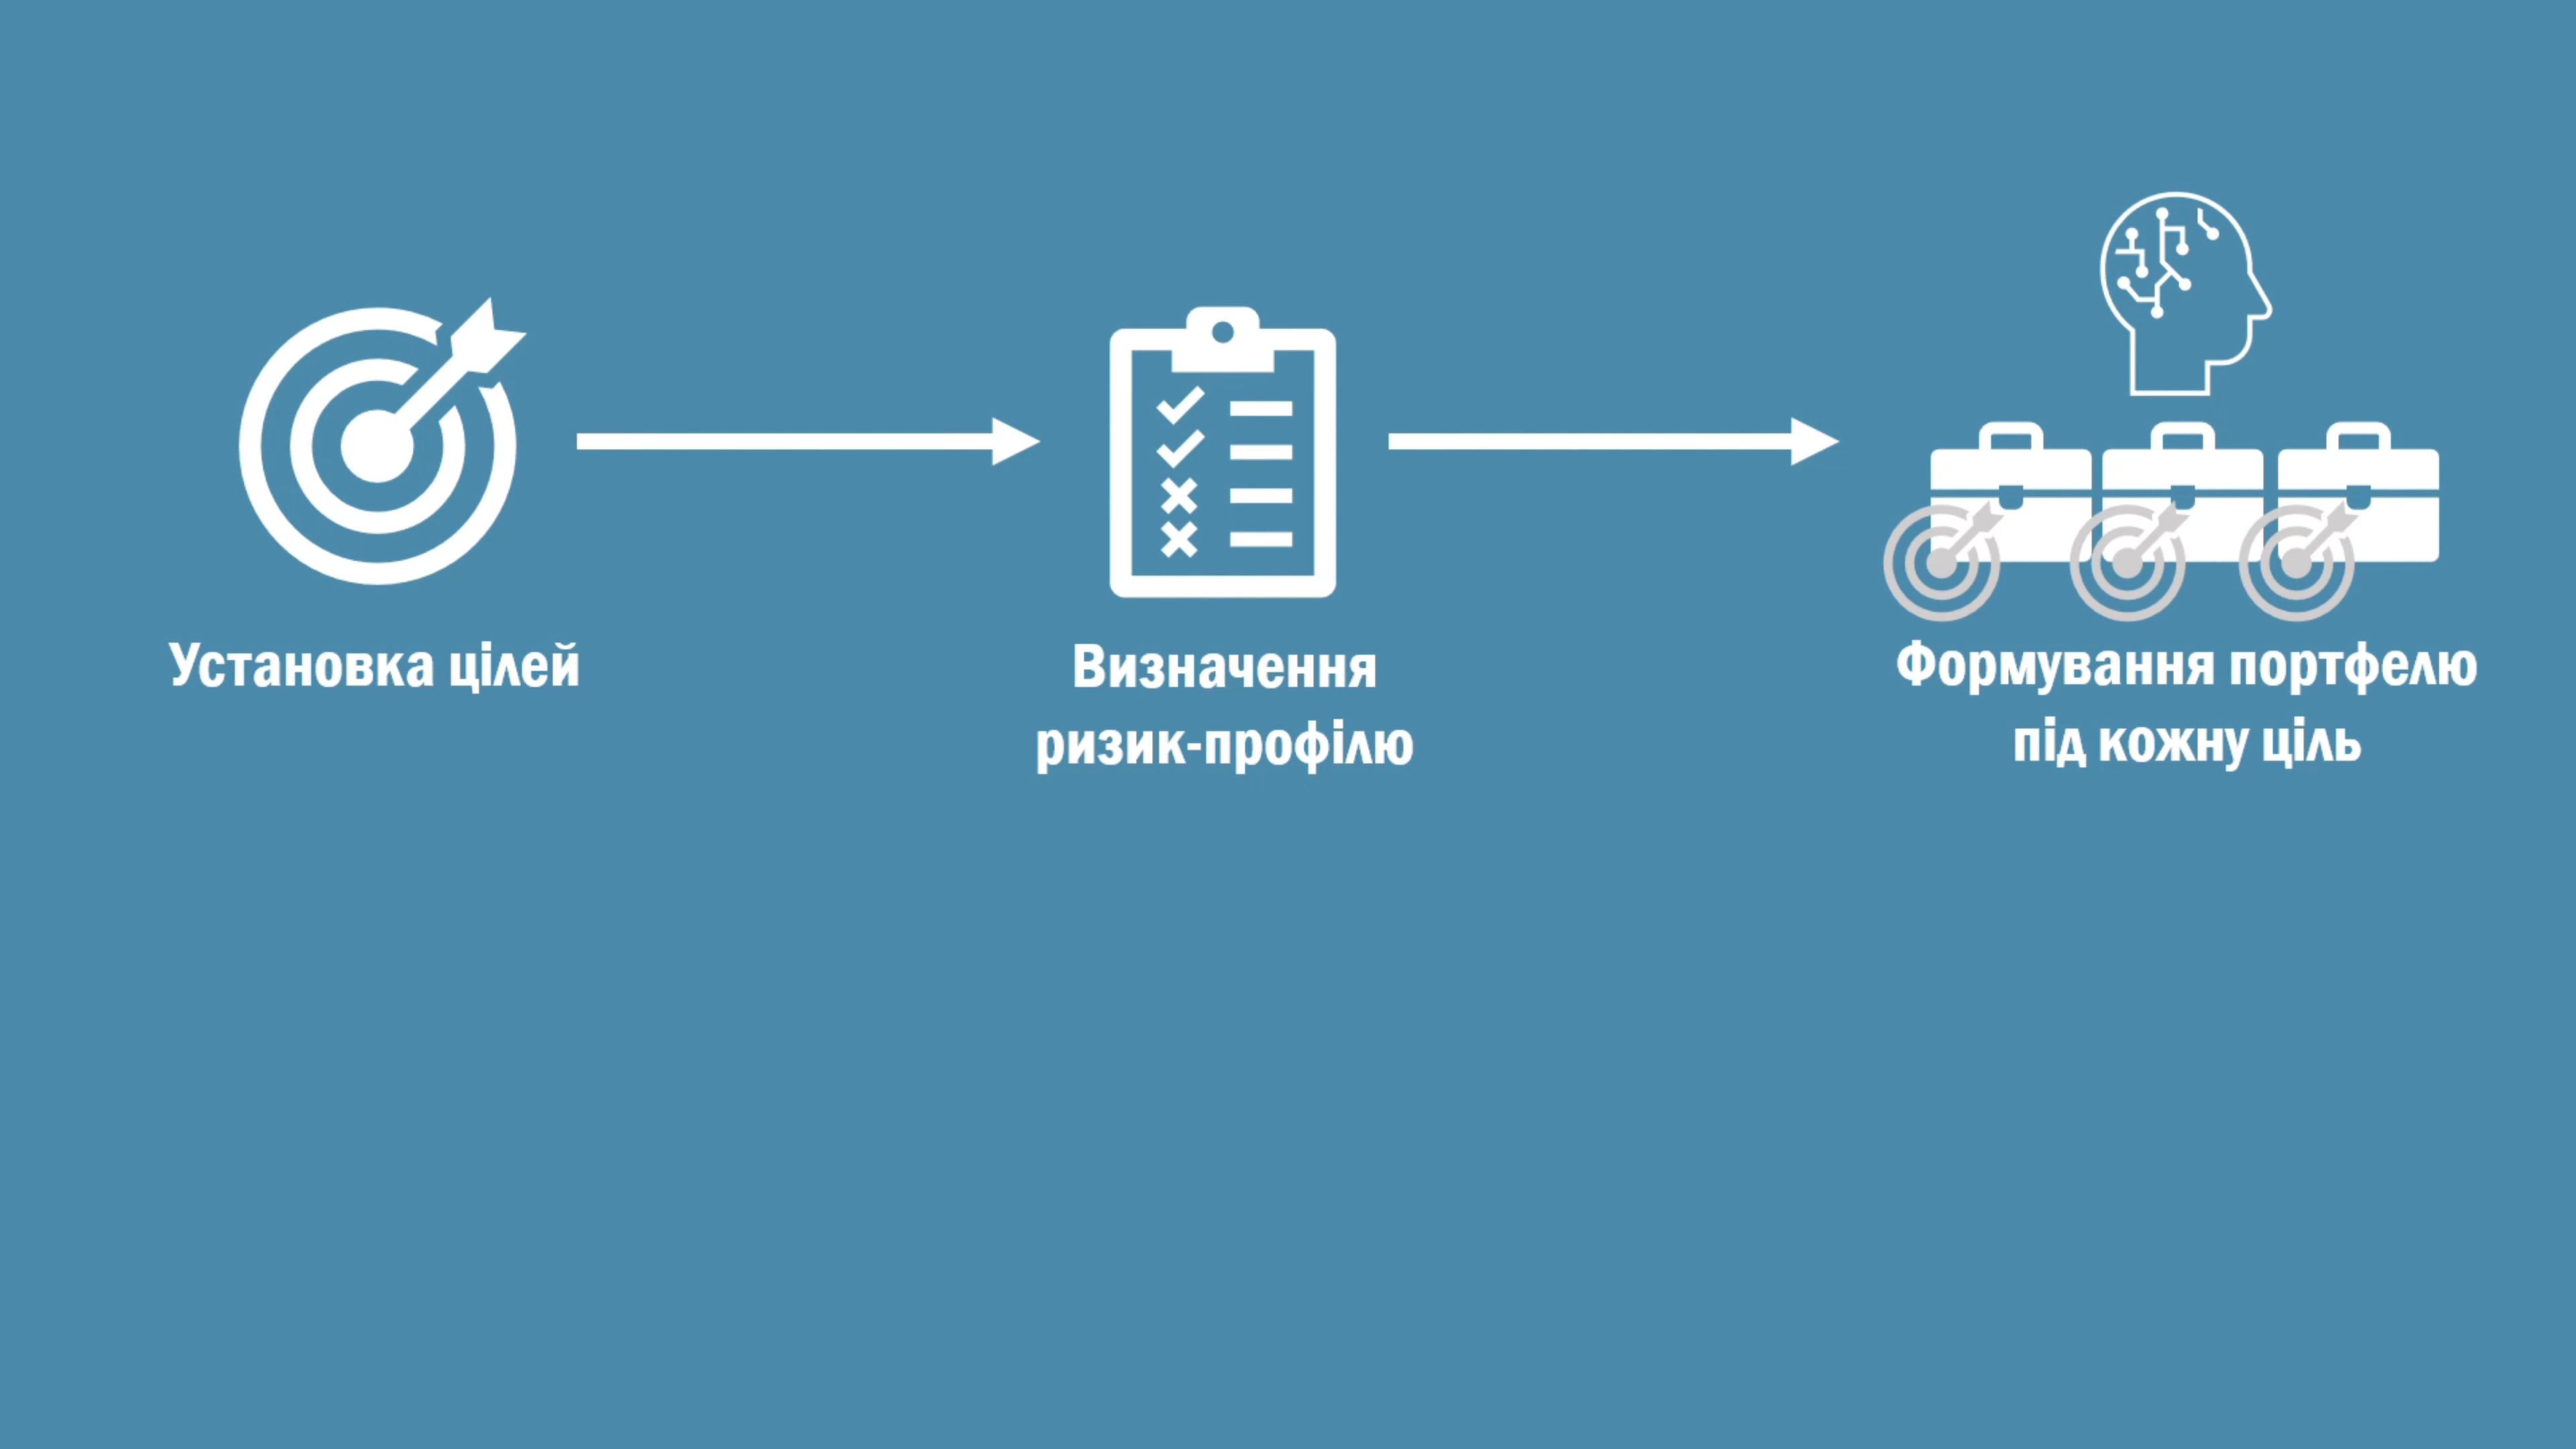 Установка цілей
Визначення
ризик-профілю
Формування портфелю
під кожну ціль